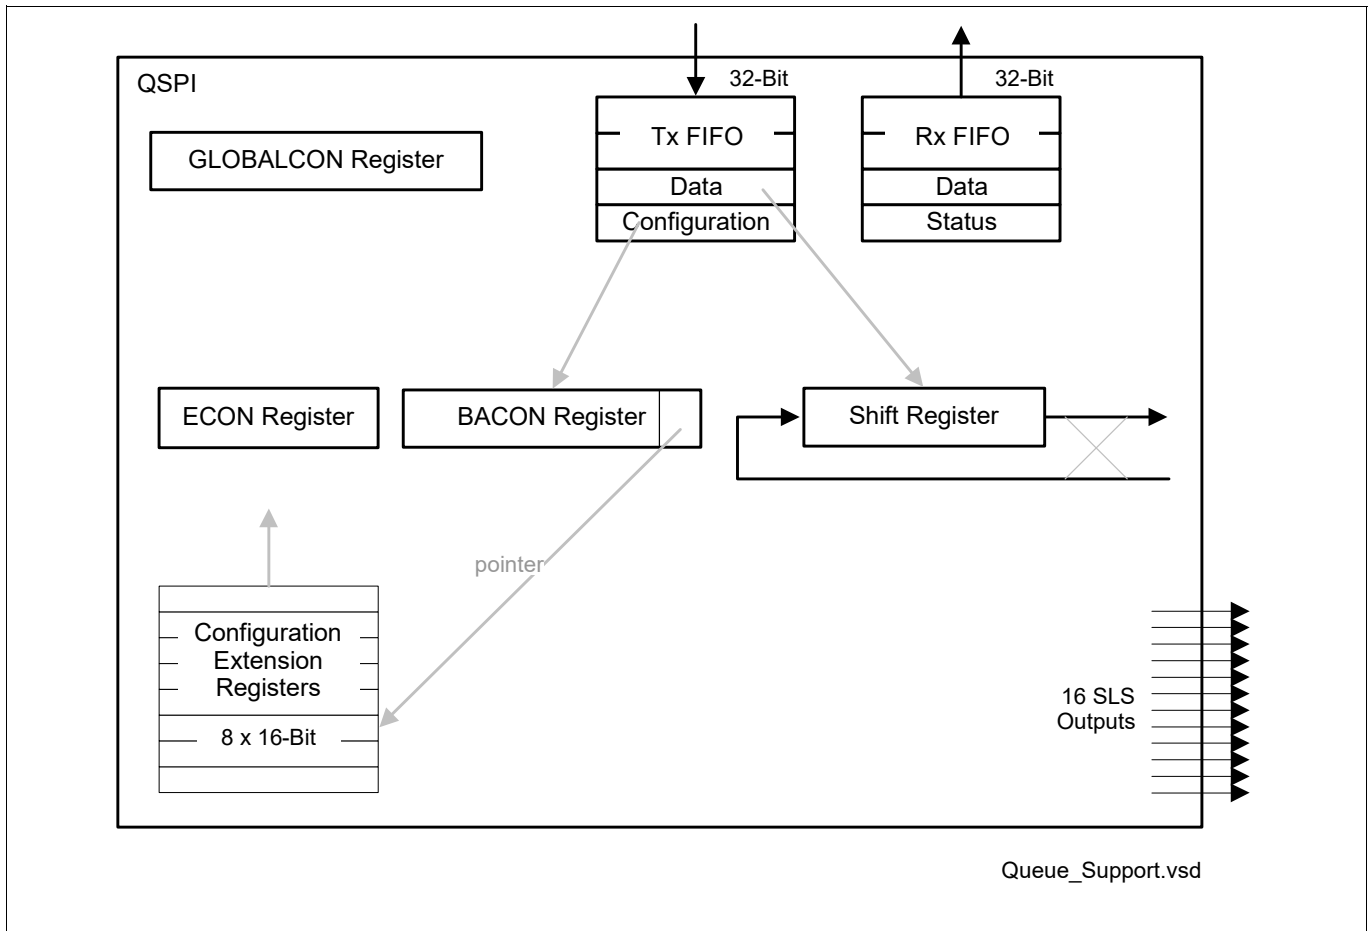 QSPI
32-Bit
32-Bit
GLOBALCON Register
Tx FIFO
Data
Configuration
Rx FIFO
Data
Status
ECON Register
BACON Register
Shift Register
pointer
Configuration
Extension
Registers
8 x 16-Bit
16 SLS
Outputs
Queue_Support.vsd